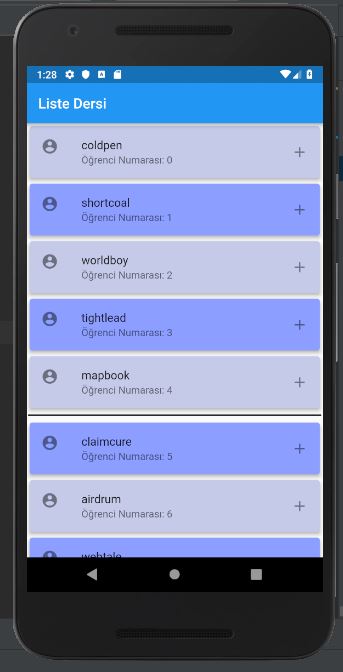 1:28
Liste Dersi
coldpen
Öğrenci Numarası: 0
shortcoal
Öğrenci Numarası: 1
worldboy
Öğrenci Numarası: 2
tightlead
Öğrenci Numarası: 3
mapbook
Öğrenci Numarası: 4
claimcure
Öğrenci Numarası: 5
airdrum
Öğrenci Numarası: 6
webtale